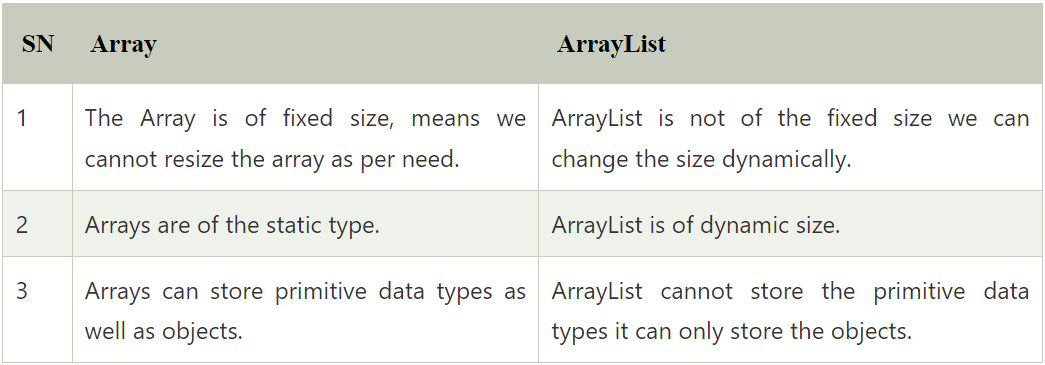 SN Array ArrayList
1 The Array is of fixed size, means we ArrayList is not of the fixed size we can
cannot resize the array as per need. change the size dynamically.
2 Arrays are of the static type. ArrayList is of dynamic size.
3 Arrays can store primitive data types as ArrayList cannot store the primitive data
well as objects. types it can only store the objects.